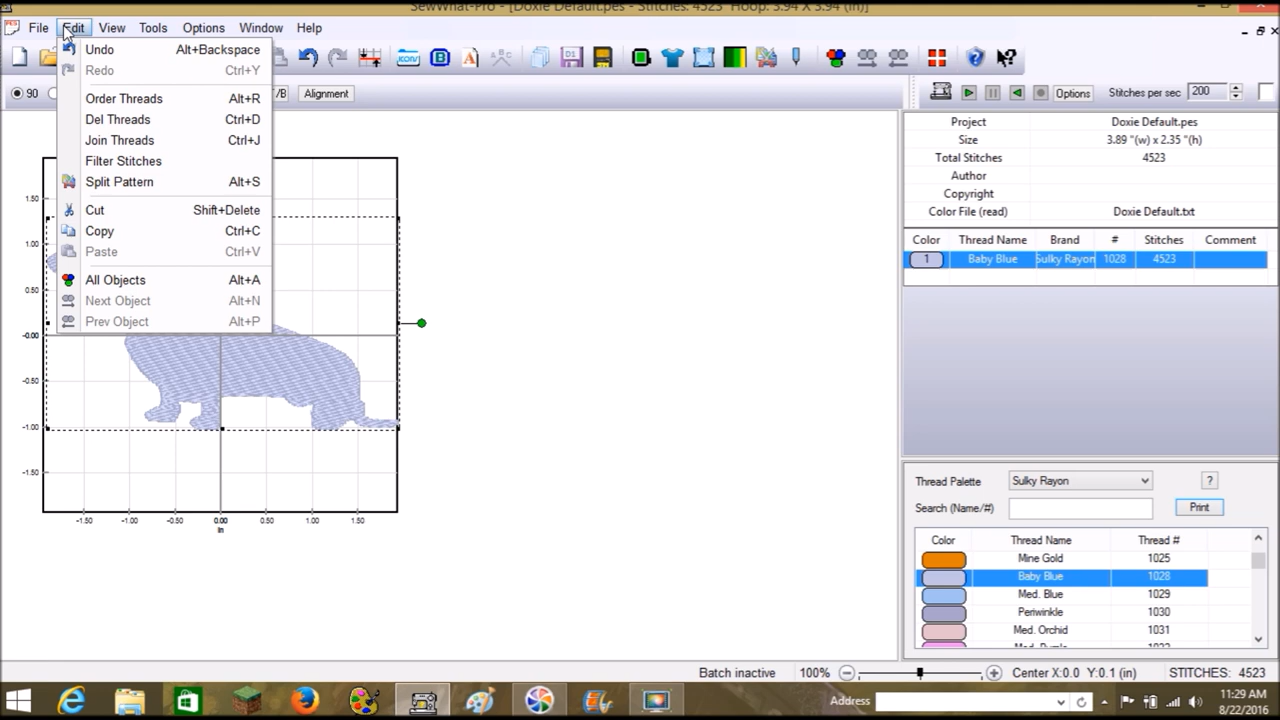 SewWhat-Pro - [Doxie Default.pes - Stitches: 4523 Hoop: 3.94 x 3.94 (in)]
File Edit View Tools Options Window Help
90 /B Alignment
Options Stitches per sec 200
Undo Alt+Backspace
Redo Ctrl+Y
Order Threads Alt+R
Del Threads Ctrl+D
Join Threads Ctrl+J
Filter Stitches
Split Pattern Alt+S
Cut Shift+Delete
Copy Ctrl+C
Paste Ctrl+V
All Objects Alt+A
Next Object Alt+N
Prev Object Alt+P
1.50
1.00
0.50
-0.00
-0.50
-1.00
-1.50
-1.50 -1.00 -0.50 0.00 0.50 1.00 1.50
in
Project Doxie Default.pes
Size 3.89 "(w) x 2.35 "(h)
Total Stitches 4523
Author
Copyright
Color File (read) Doxie Default.txt
Color Thread Name Brand # Stitches Comment
1 Baby Blue Sulky Rayon 1028 4523
Thread Palette Sulky Rayon ?
Search (Name/#) Print
Color Thread Name Thread #
Mine Gold 1025
Baby Blue 1028
Med. Blue 1029
Periwinkle 1030
Med. Orchid 1031
Batch inactive 100% Center X:0.0 Y:0.1 (in) STITCHES: 4523
Address
11:29 AM
8/22/2016